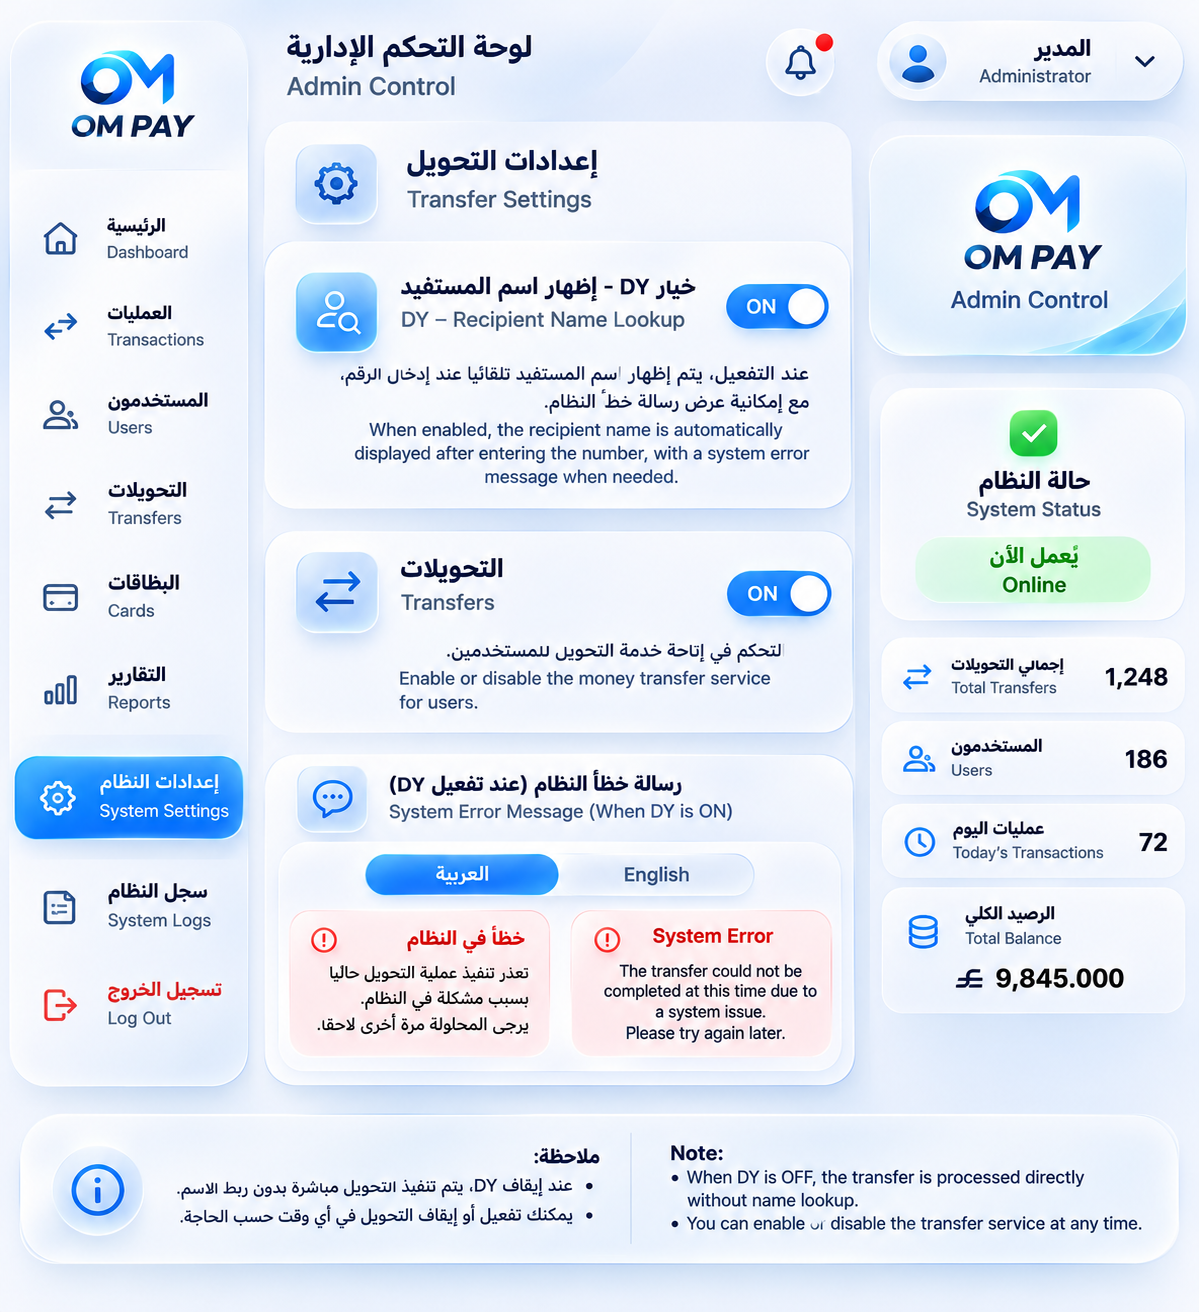 OM PAY
لوحة التحكم الإدارية
Admin Control
المدير
Administrator
الرئيسية
Dashboard
العمليات
Transactions
المستخدمون
Users
التحويلات
Transfers
البطاقات
Cards
التقارير
Reports
إعدادات النظام
System Settings
سجل النظام
System Logs
تسجيل الخروج
Log Out
إعدادات التحويل
Transfer Settings
خيار DY - إظهار اسم المستفيد
DY – Recipient Name Lookup
ON
عند التفعيل، يتم إظهار اسم المستفيد تلقائيا عند إدخال الرقم،
مع إمكانية عرض رسالة خطأ النظام.
When enabled, the recipient name is automatically
displayed after entering the number, with a system error
message when needed.
التحويلات
Transfers
ON
لتحكم في إتاحة خدمة التحويل للمستخدمين.
Enable or disable the money transfer service
for users.
رسالة خظأ النظام (عند تفعيل DY)
System Error Message (When DY is ON)
العربية
English
خظأ في النظام
تعذر تنفيذ عملية التحويل حاليا
بسبب مشكلة في النظام.
يرجى المحاولة مرة أخرى لاحقا.
System Error
The transfer could not be
completed at this time due to
a system issue.
Please try again later.
OM PAY
Admin Control
حالة النظام
System Status
يَعمل الأن
Online
إجمالي التحويلات
Total Transfers
1,248
المستخدمون
Users
186
عمليات اليوم
Today's Transactions
72
الرصيد الكلي
Total Balance
9,845.000
ملاحظة:
• عند إيقاف DY، يتم تنفيذ التحويل مباشرة بدون ربط الاسم.
• يمكنك تفعيل أو إيقاف التحويل في أي وقت حسب الحاجة.
Note:
• When DY is OFF, the transfer is processed directly
without name lookup.
• You can enable or disable the transfer service at any time.